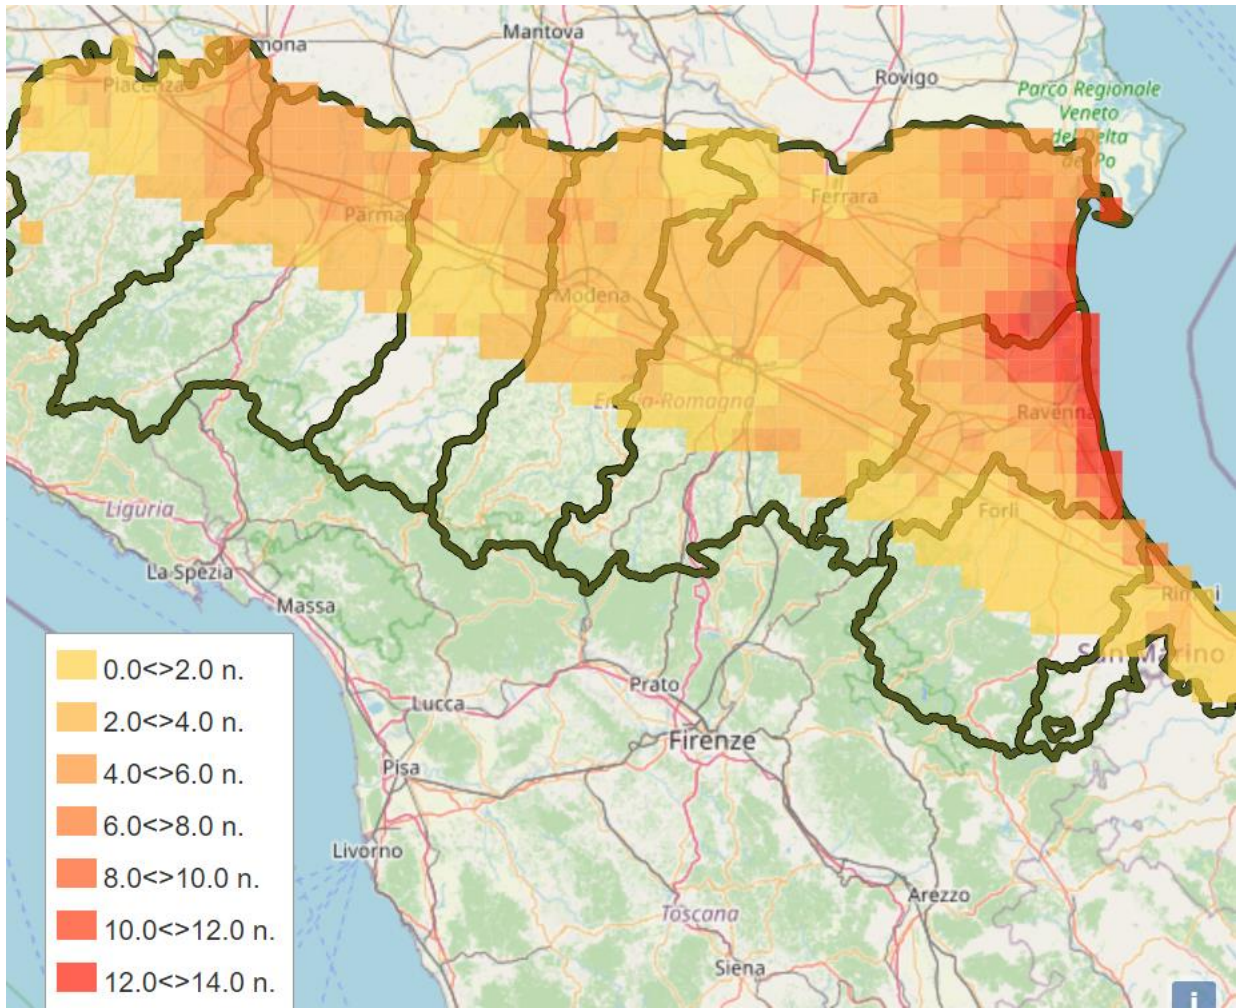 Mantova
mona
Rovigo
Piacenza
Parco Regionale
Veneto
del Delta
del Po
Ferrara
Parma
Modena
Emilia-Romagna
Ravenna
Liguria
Forlì
La Spezia
Rimini
Massa
San Marino
0.0<>2.0 n.
2.0<>4.0 n.
4.0<>6.0 n.
6.0<>8.0 n.
8.0<>10.0 n.
10.0<>12.0 n.
12.0<>14.0 n.
Prato
Lucca
Firenze
Pisa
Livorno
Arezzo
Toscana
Siena
i